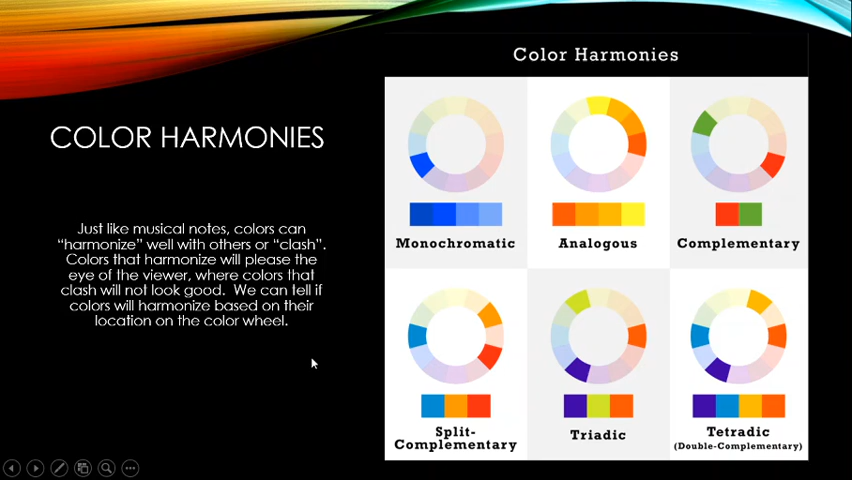 COLOR HARMONIES
Just like musical notes, colors can
“harmonize” well with others or “clash”.
Colors that harmonize will please the
eye of the viewer, where colors that
clash will not look good.  We can tell if
colors will harmonize based on their
location on the color wheel.
Color Harmonies
Monochromatic
Analogous
Complementary
Split-
Complementary
Triadic
Tetradic
(Double-Complementary)